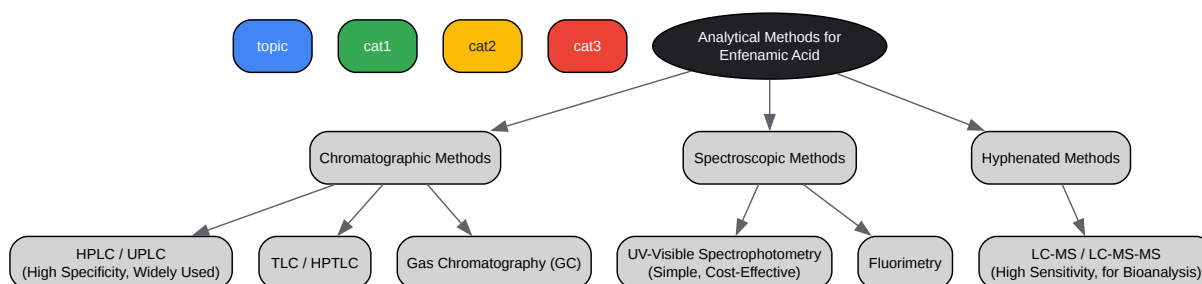 topic
cat1
cat2
cat3
Analytical Methods for
Enfenamic Acid
Chromatographic Methods
Spectroscopic Methods
Hyphenated Methods
HPLC / UPLC
(High Specificity, Widely Used)
TLC / HPTLC
Gas Chromatography (GC)
UV-Visible Spectrophotometry
(Simple, Cost-Effective)
Fluorimetry
LC-MS / LC-MS-MS
(High Sensitivity, for Bioanalysis)